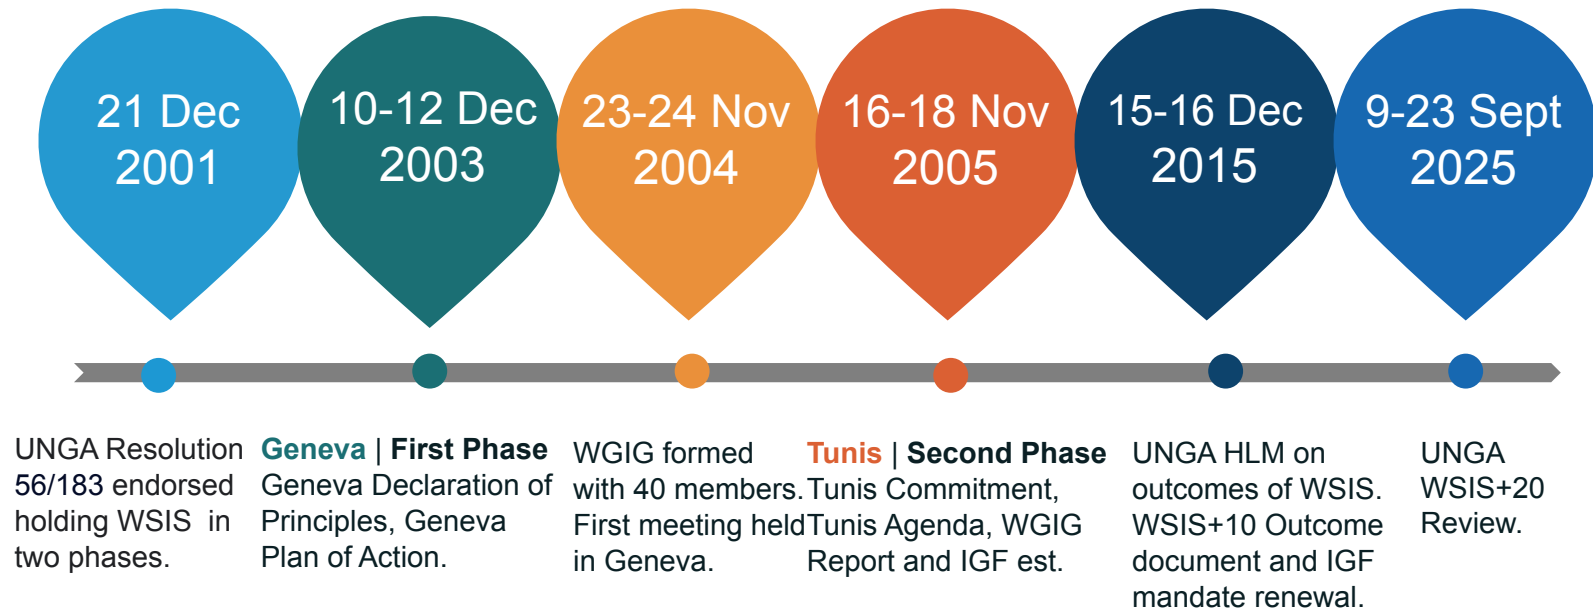 21 Dec
2001
10-12 Dec
2003
23-24 Nov
2004
16-18 Nov
2005
15-16 Dec
2015
9-23 Sept
2025
UNGA Resolution
56/183 endorsed
holding WSIS in
two phases.
Geneva | First Phase
Geneva Declaration of
Principles, Geneva
Plan of Action.
WGIG formed
with 40 members.
First meeting held
in Geneva.
Tunis | Second Phase
Tunis Commitment,
Tunis Agenda, WGIG
Report and IGF est.
UNGA HLM on
outcomes of WSIS.
WSIS+10 Outcome
document and IGF
mandate renewal.
UNGA
WSIS+20
Review.